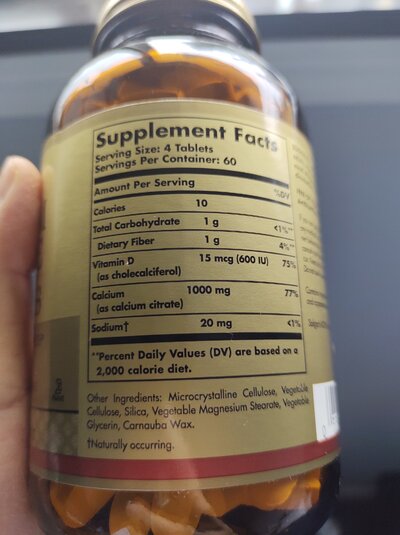 Supplement Facts
Serving Size: 4 Tablets
Servings Per Container: 60
Amount Per Serving %DV
Calories 10
Total Carbohydrate 1 g <1%**
Dietary Fiber 1 g 4%**
Vitamin D 15 mcg (600 IU) 75%
(as cholecalciferol)
Calcium 1000 mg 77%
(as calcium citrate)
Sodium† 20 mg <1%
**Percent Daily Values (DV) are based on a
2,000 calorie diet.
Other Ingredients: Microcrystalline Cellulose, Vegetable
Cellulose, Silica, Vegetable Magnesium Stearate, Vegetable
Glycerin, Carnauba Wax.
†Naturally occurring.